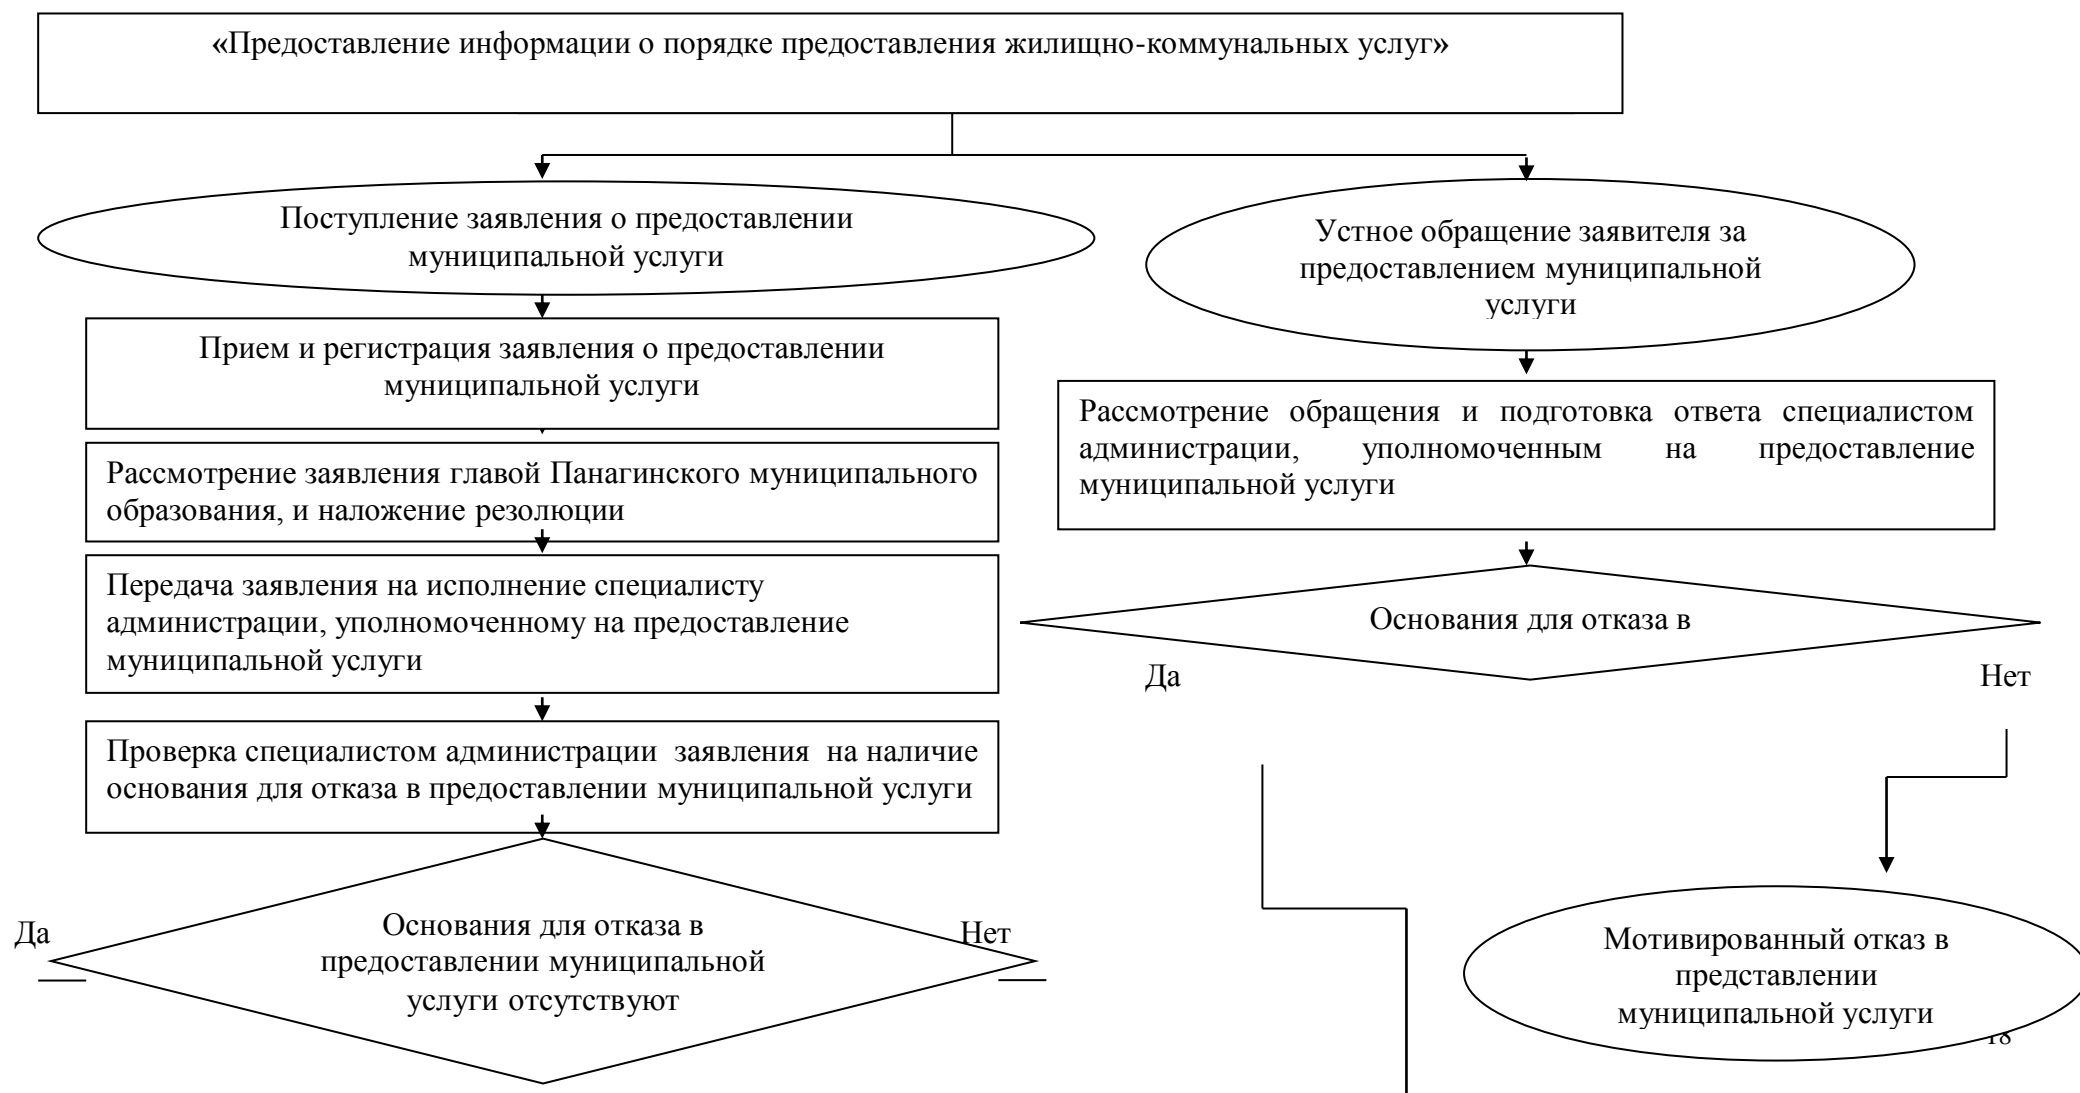 «Предоставление информации о порядке предоставления жилищно-коммунальных услуг»
Поступление заявления о предоставлении
муниципальной услуги
Прием и регистрация заявления о предоставлении
муниципальной услуги
Рассмотрение заявления главой Панагинского муниципального
образования, и наложение резолюции
Передача заявления на исполнение специалисту
администрации, уполномоченному на предоставление
муниципальной услуги
Проверка специалистом администрации заявления на наличие
основания для отказа в предоставлении муниципальной услуги
Да
Основания для отказа в
предоставлении муниципальной
услуги отсутствуют
Нет
Устное обращение заявителя за
предоставлением муниципальной
услуги
Рассмотрение обращения и подготовка ответа специалистом
администрации, уполномоченным на предоставление
муниципальной услуги
Основания для отказа в
Да
Нет
Мотивированный отказ в
представлении
муниципальной услуги
18